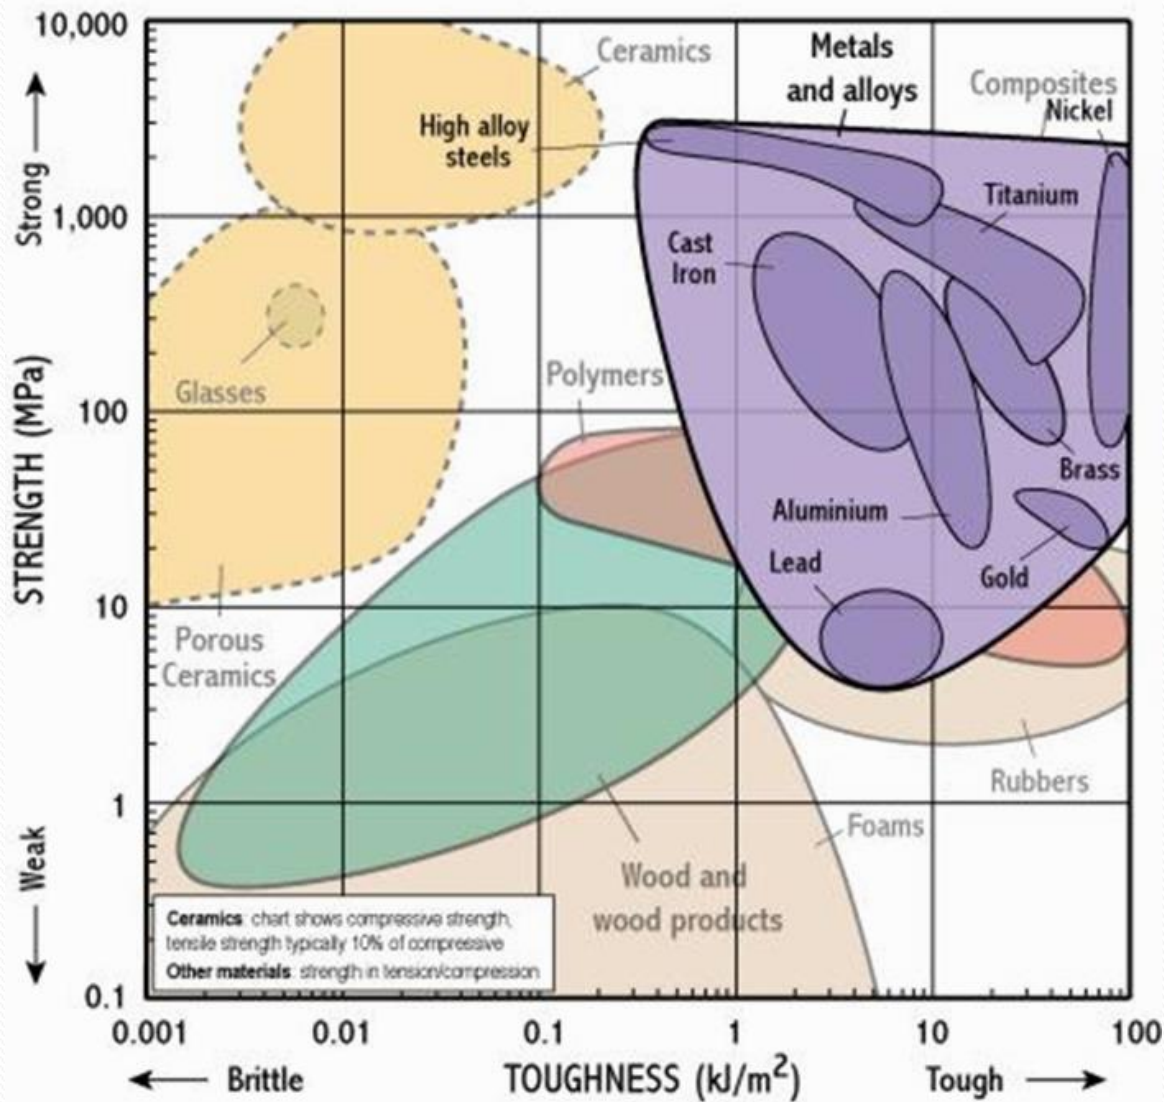 10,000
1,000
100
10
1
0.1
Strong
STRENGTH (MPa)
Weak
Ceramics
Metals
and alloys
Composites
Nickel
High alloy
steels
Titanium
Cast
Iron
Glasses
Polymers
Brass
Aluminium
Lead
Gold
Porous
Ceramics
Rubbers
Foams
Wood and
wood products
Ceramics: chart shows compressive strength,
tensile strength typically 10% of compressive
Other materials: strength in tension/compression
0.001 0.01 0.1 1 10 100
Brittle TOUGHNESS (kJ/m²) Tough